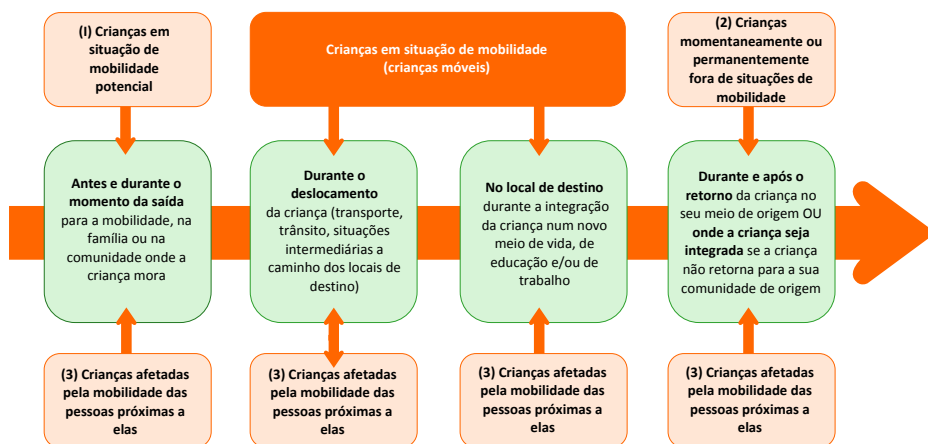 (I) Crianças em
situação de
mobilidade
potencial
Crianças em situação de mobilidade
(crianças móveis)
(2) Crianças
momentaneamente ou
permanentemente
fora de situações de
mobilidade
Antes e durante o
momento da saída
para a mobilidade, na
família ou na
comunidade onde a
criança mora
Durante o
deslocamento
da criança (transporte,
trânsito, situações
intermediárias a
caminho dos locais de
destino)
No local de destino
durante a integração
da criança num novo
meio de vida, de
educação e/ou de
trabalho
Durante e após o
retorno da criança no
seu meio de origem OU
onde a criança seja
integrada se a criança
não retorna para a sua
comunidade de origem
(3) Crianças afetadas
pela mobilidade das
pessoas próximas a
elas
(3) Crianças afetadas
pela mobilidade das
pessoas próximas a
elas
(3) Crianças afetadas
pela mobilidade das
pessoas próximas a
elas
(3) Crianças afetadas
pela mobilidade das
pessoas próximas a
elas